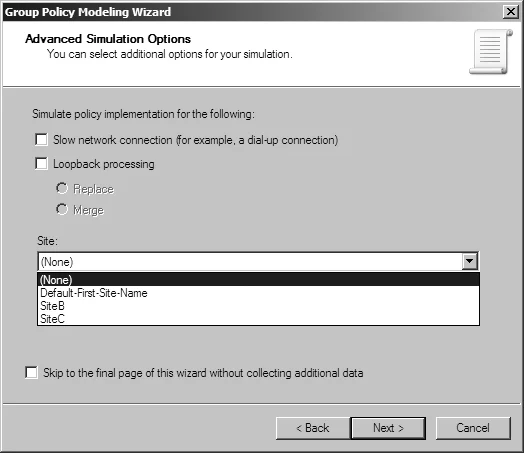 Group Policy Modeling Wizard
Advanced Simulation Options
You can select additional options for your simulation.
Simulate policy implementation for the following:
Slow network connection (for example, a dial-up connection)
Loopback processing
Replace
Merge
Site:
(None)
(None)
Default-First-Site-Name
SiteB
SiteC
Skip to the final page of this wizard without collecting additional data
< Back Next > Cancel